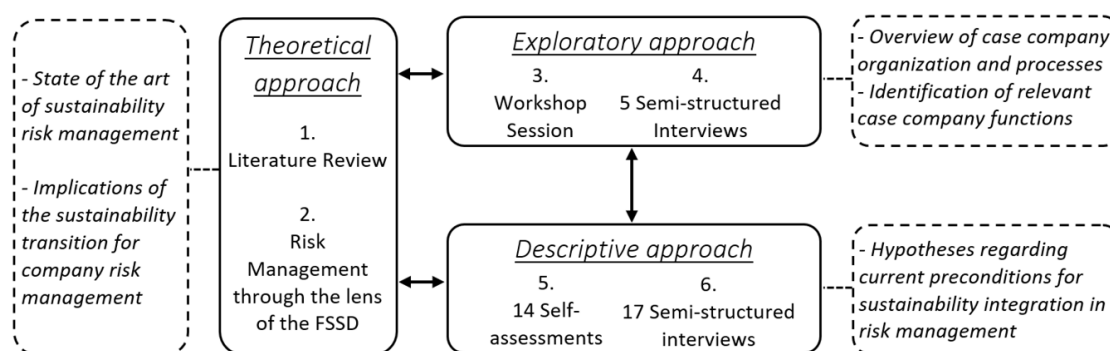 - State of the art
of sustainability
risk management
- Implications of
the sustainability
transition for
company risk
management
Theoretical
approach
1.
Literature Review
2.
Risk
Management
through the lens
of the FSSD
Exploratory approach
3.
Workshop
Session
4.
5 Semi-structured
Interviews
- Overview of case company
organization and processes
- Identification of relevant
case company functions
Descriptive approach
5.
14 Self-
assessments
6.
17 Semi-structured
interviews
- Hypotheses regarding
current preconditions for
sustainability integration in
risk management